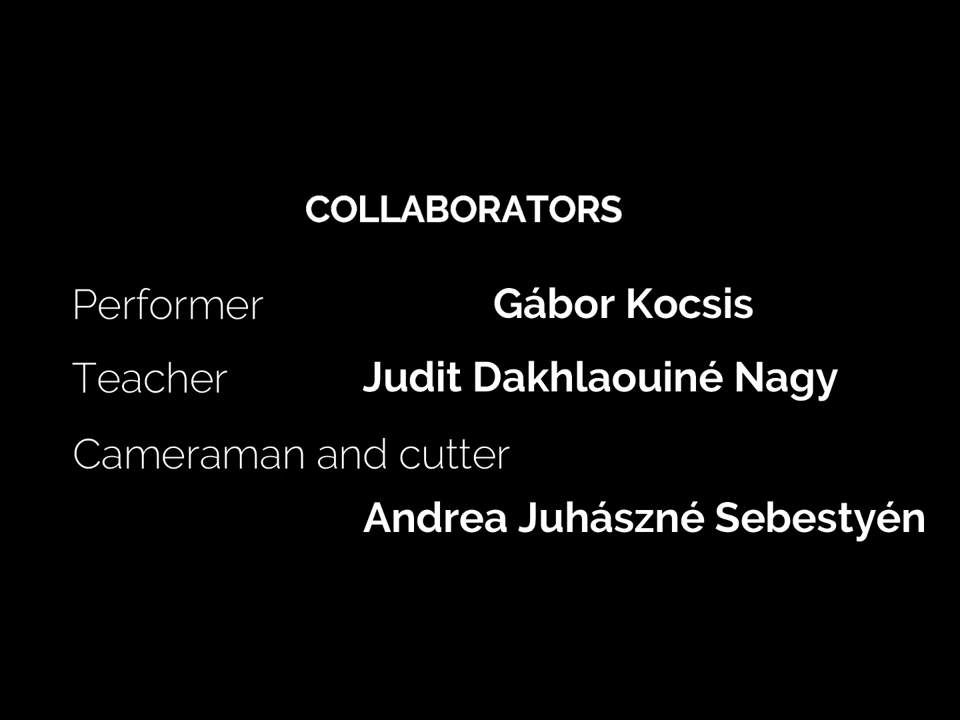 COLLABORATORS
Performer Gábor Kocsis
Teacher Judit Dakhlaouiné Nagy
Cameraman and cutter
Andrea Juhászné Sebestyén